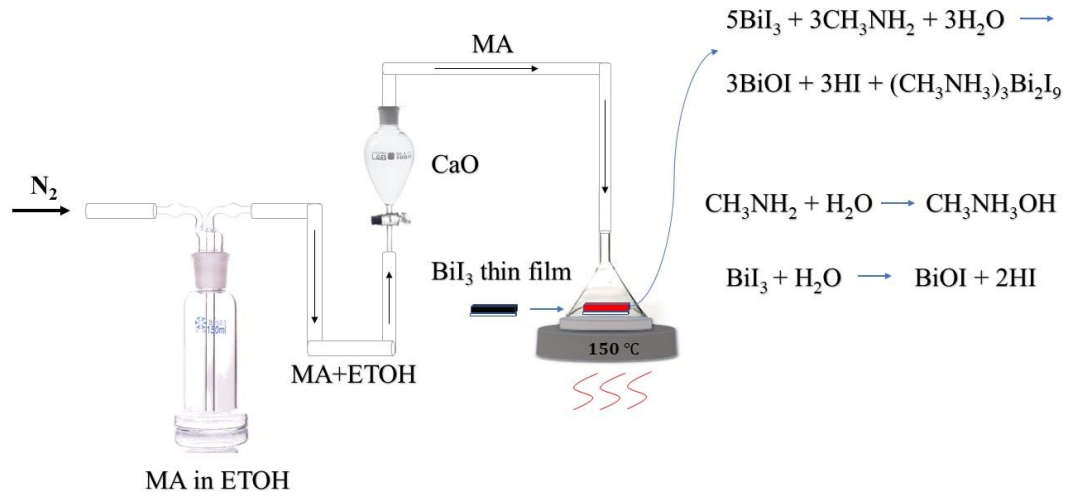 5BiI₃ + 3CH₃NH₂ + 3H₂O ⟶
3BiOI + 3HI + (CH₃NH₃)₃Bi₂I₉
MA
CaO
N₂
CH₃NH₂ + H₂O ⟶ CH₃NH₃OH
BiI₃ thin film
BiI₃ + H₂O ⟶ BiOI + 2HI
150 °C
MA+ETOH
MA in ETOH